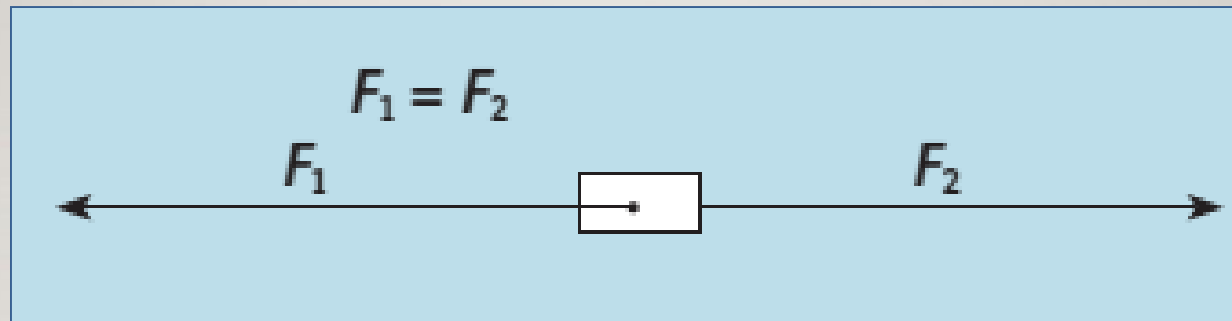 F₁ = F₂
F₁ F₂